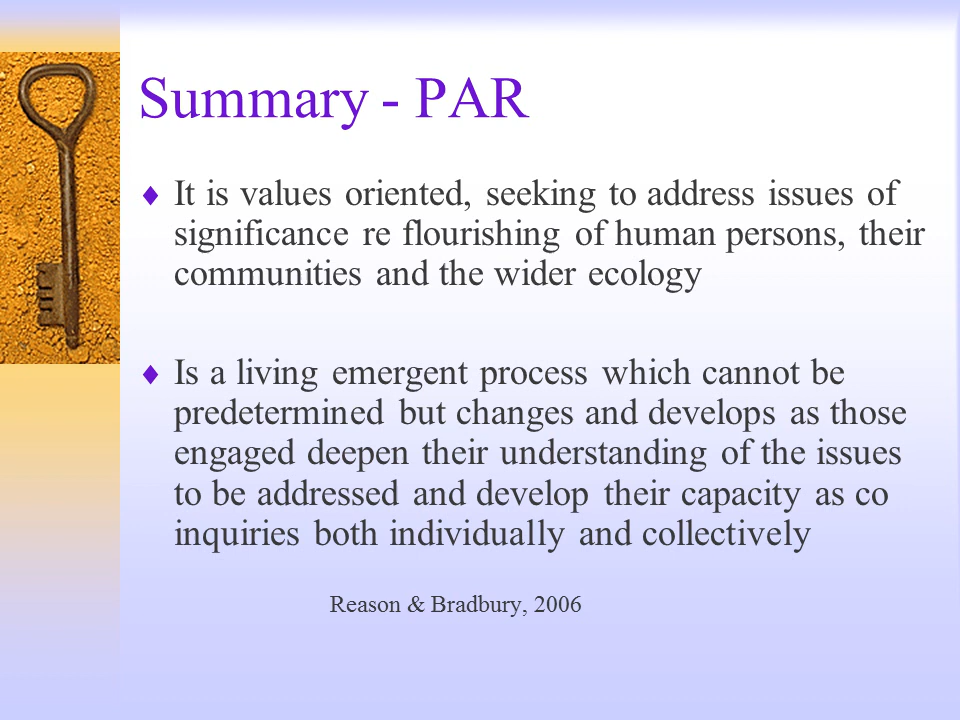 Summary - PAR
♦ It is values oriented, seeking to address issues of
significance re flourishing of human persons, their
communities and the wider ecology
♦ Is a living emergent process which cannot be
predetermined but changes and develops as those
engaged deepen their understanding of the issues
to be addressed and develop their capacity as co
inquiries both individually and collectively
Reason & Bradbury, 2006